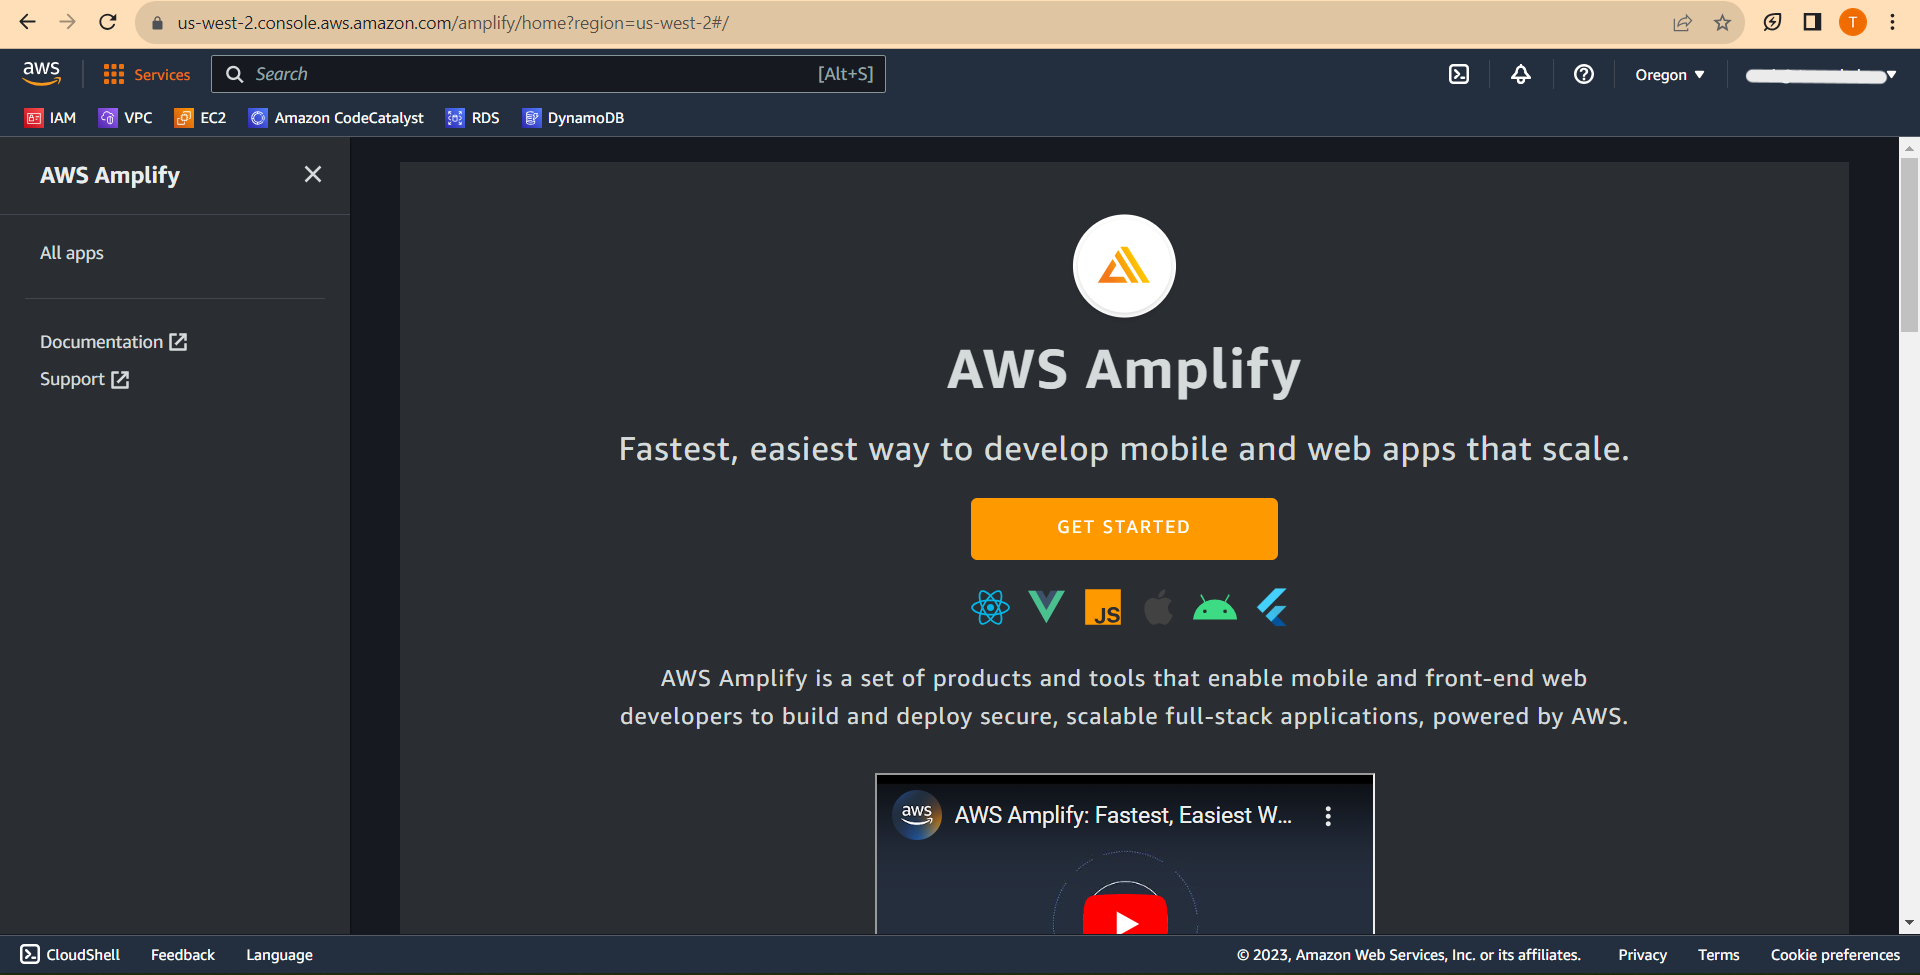 us-west-2.console.aws.amazon.com/amplify/home?region=us-west-2#/
T
aws
Services
Search
[Alt+S]
Oregon
IAM
VPC
EC2
Amazon CodeCatalyst
RDS
DynamoDB
AWS Amplify
All apps
Documentation
Support
AWS Amplify
Fastest, easiest way to develop mobile and web apps that scale.
GET STARTED
JS
AWS Amplify is a set of products and tools that enable mobile and front-end web
developers to build and deploy secure, scalable full-stack applications, powered by AWS.
aws
AWS Amplify: Fastest, Easiest W...
CloudShell
Feedback
Language
© 2023, Amazon Web Services, Inc. or its affiliates.
Privacy
Terms
Cookie preferences